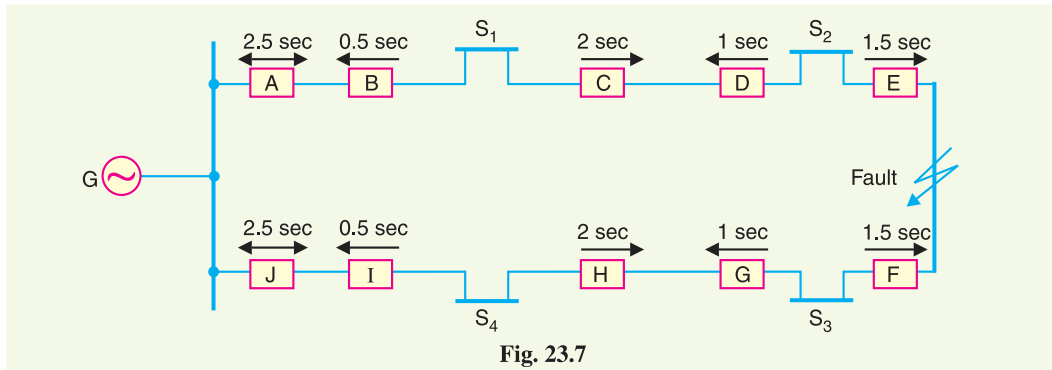 2.5 sec 0.5 sec S1 2 sec 1 sec S2 1.5 sec
A B C D E
G Fault
2.5 sec 0.5 sec 2 sec 1 sec 1.5 sec
J I H G F
S4 S3
Fig. 23.7